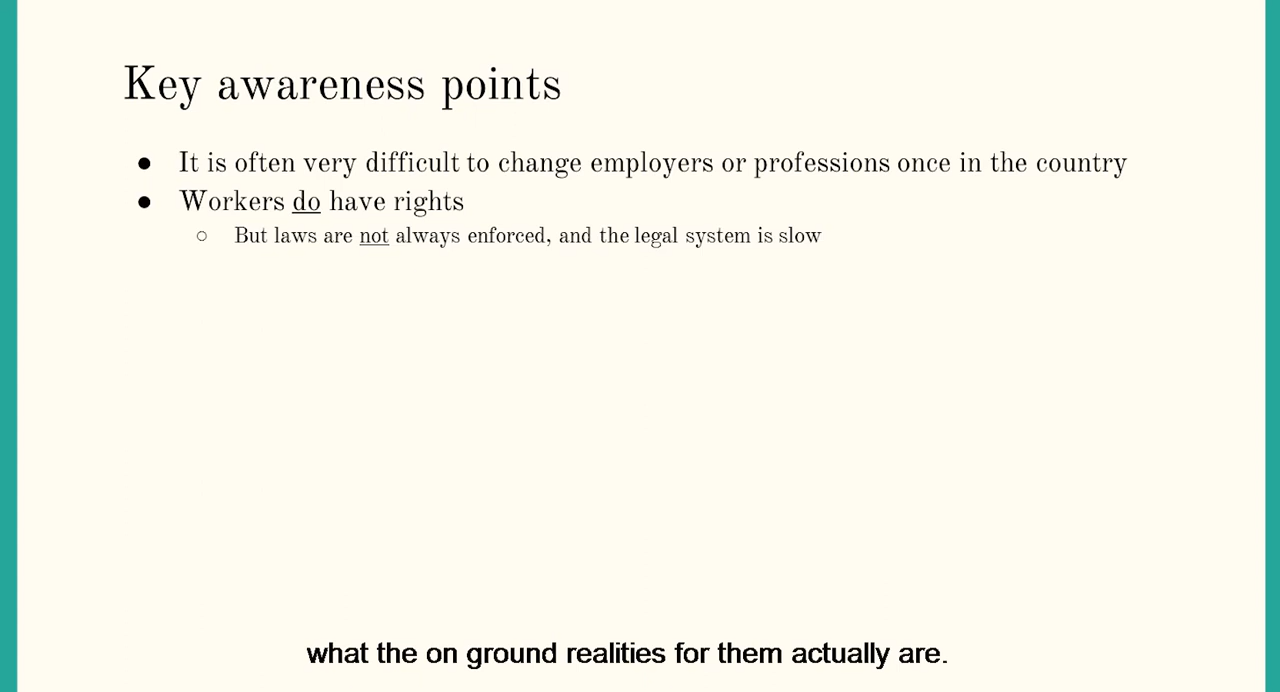 Key awareness points
● It is often very difficult to change employers or professions once in the country
● Workers do have rights
○ But laws are not always enforced, and the legal system is slow
what the on ground realities for them actually are.